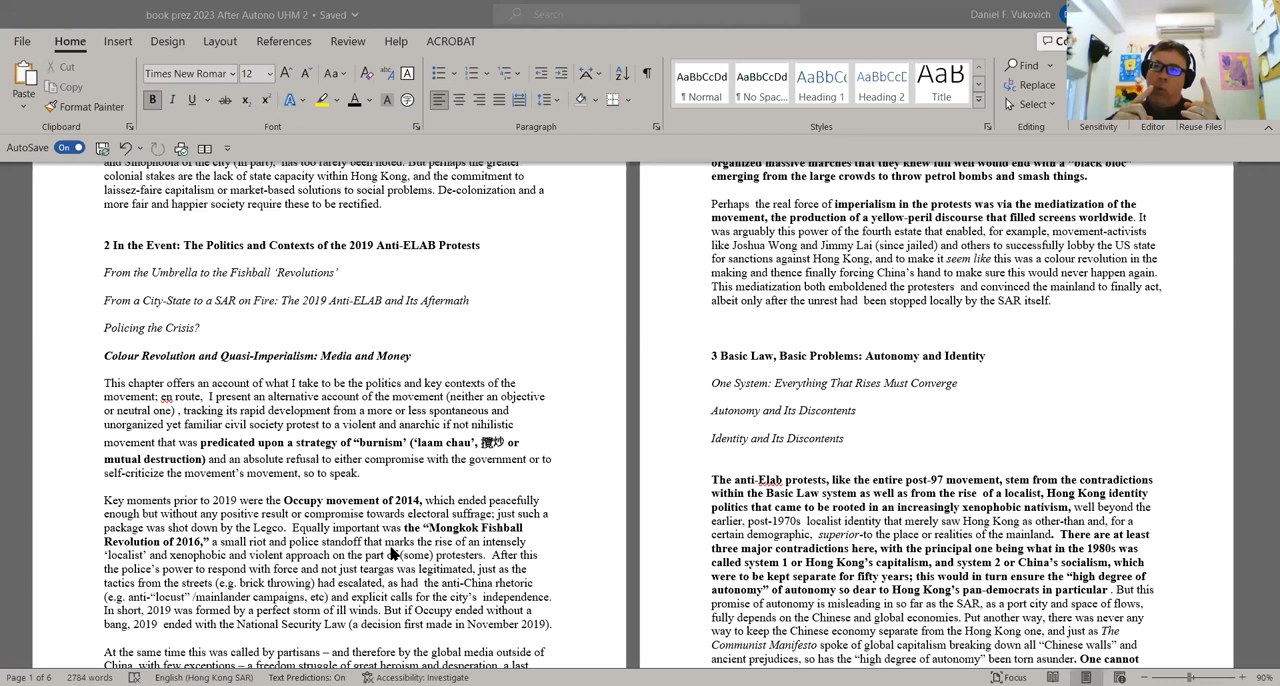 book prez 2023 After Autono UHM 2 • Saved
Search
Daniel F. Vukovich
File Home Insert Draw Design Layout References Review Help ACROBAT
Paste
Cut
Copy
Format Painter
Clipboard
Times New Romar 12
Font
Paragraph
AaBbCcDd AaBbCcDd AaBbC( AaBbCcE AaB
¶ Normal ¶ No Spac... Heading 1 Heading 2 Title
Styles
Find
Replace
Select
Editing
Sensitivity Editor Reuse Files
AutoSave On
and Sinophobia of the city (in part), has too rarely been noted. But perhaps the greater
colonial stakes are the lack of state capacity within Hong Kong, and the commitment to
laissez-faire capitalism or market-based solutions to social problems. De-colonization and a
more fair and happier society require these to be rectified.
2 In the Event: The Politics and Contexts of the 2019 Anti-ELAB Protests
From the Umbrella to the Fishball ‘Revolutions’
From a City-State to a SAR on Fire: The 2019 Anti-ELAB and Its Aftermath
Policing the Crisis?
Colour Revolution and Quasi-Imperialism: Media and Money
This chapter offers an account of what I take to be the politics and key contexts of the
movement; en route, I present an alternative account of the movement (neither an objective
or neutral one) , tracking its rapid development from a more or less spontaneous and
unorganized yet familiar civil society protest to a violent and anarchic if not nihilistic
movement that was predicated upon a strategy of “burnism’ (‘laam chau’, 攬炒 or
mutual destruction) and an absolute refusal to either compromise with the government or to
self-criticize the movement’s movement, so to speak.
Key moments prior to 2019 were the Occupy movement of 2014, which ended peacefully
enough but without any positive result or compromise towards electoral suffrage; just such a
package was shot down by the Legco. Equally important was the “Mongkok Fishball
Revolution of 2016,” a small riot and police standoff that marks the rise of an intensely
‘localist’ and xenophobic and violent approach on the part (some) protesters. After this
the police’s power to respond with force and not just teargas was legitimated, just as the
tactics from the streets (e.g. brick throwing) had escalated, as had the anti-China rhetoric
(e.g. anti-“locust” /mainlander campaigns, etc) and explicit calls for the city’s independence.
In short, 2019 was formed by a perfect storm of ill winds. But if Occupy ended without a
bang, 2019 ended with the National Security Law (a decision first made in November 2019).
At the same time this was called by partisans – and therefore by the global media outside of
China, with few exceptions – a freedom struggle of great heroism and desperation, a last
organized massive marches that they knew full well would end with a “black bloc”
emerging from the large crowds to throw petrol bombs and smash things.
Perhaps the real force of imperialism in the protests was via the mediatization of the
movement, the production of a yellow-peril discourse that filled screens worldwide. It
was arguably this power of the fourth estate that enabled, for example, movement-activists
like Joshua Wong and Jimmy Lai (since jailed) and others to successfully lobby the US state
for sanctions against Hong Kong, and to make it seem like this was a colour revolution in the
making and thence finally forcing China’s hand to make sure this would never happen again.
This mediatization both emboldened the protesters and convinced the mainland to finally act,
albeit only after the unrest had been stopped locally by the SAR itself.
3 Basic Law, Basic Problems: Autonomy and Identity
One System: Everything That Rises Must Converge
Autonomy and Its Discontents
Identity and Its Discontents
The anti-Elab protests, like the entire post-97 movement, stem from the contradictions
within the Basic Law system as well as from the rise of a localist, Hong Kong identity
politics that came to be rooted in an increasingly xenophobic nativism, well beyond the
earlier, post-1970s localist identity that merely saw Hong Kong as other-than and, for a
certain demographic, superior-to the place or realities of the mainland. There are at least
three major contradictions here, with the principal one being what in the 1980s was
called system 1 or Hong Kong’s capitalism, and system 2 or China’s socialism, which
were to be kept separate for fifty years; this would in turn ensure the “high degree of
autonomy” of autonomy so dear to Hong Kong’s pan-democrats in particular . But this
promise of autonomy is misleading in so far as the SAR, as a port city and space of flows,
fully depends on the Chinese and global economies. Put another way, there was never any
way to keep the Chinese economy separate from the Hong Kong one, and just as The
Communist Manifesto spoke of global capitalism breaking down all “Chinese walls” and
ancient prejudices, so has the “high degree of autonomy” been torn asunder. One cannot
Page 1 of 6 2784 words English (Hong Kong SAR) Text Predictions: On Accessibility: Investigate Focus 90%